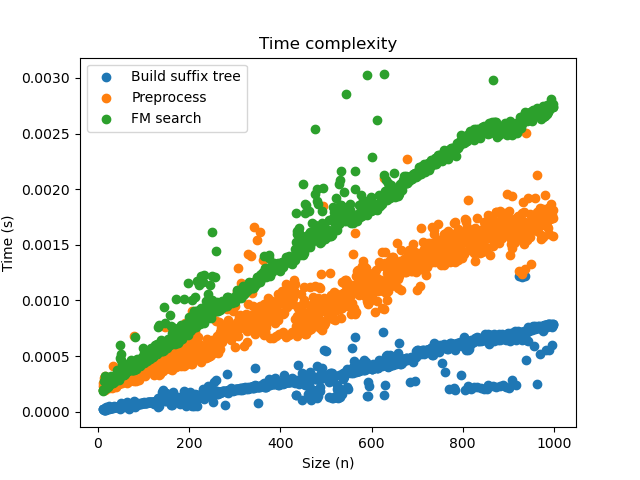 Time complexity
Build suffix tree
Preprocess
FM search
Time (s)
0.0030
0.0025
0.0020
0.0015
0.0010
0.0005
0.0000
0
200
400
600
800
1000
Size (n)